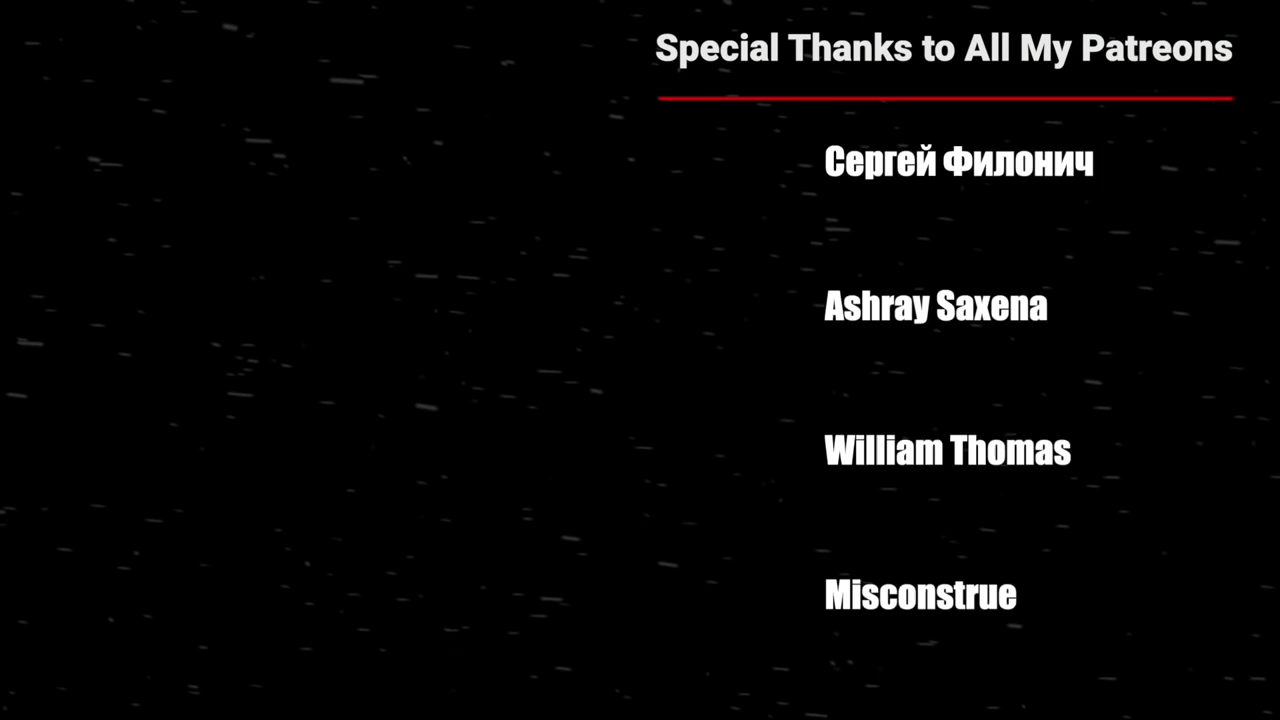 Special Thanks to All My Patreons
Сергей Филонич
Ashray Saxena
William Thomas
Misconstrue